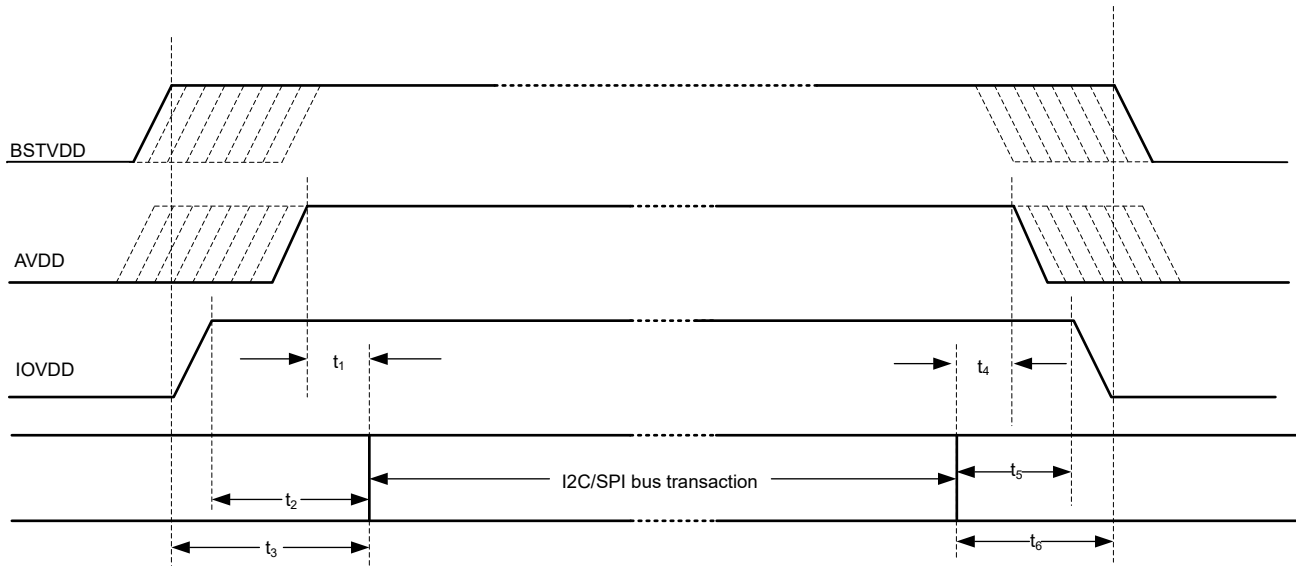 BSTVDD
AVDD
IOVDD
t1
t4
I2C/SPI bus transaction
t5
t2
t3
t6